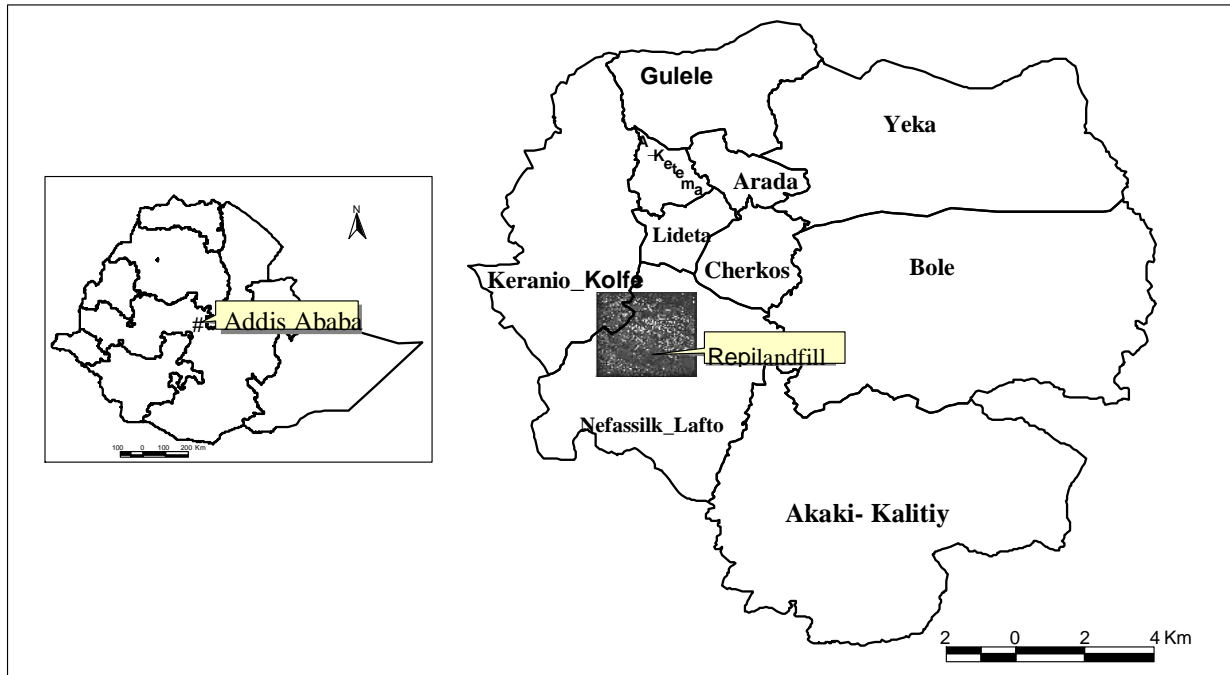 Gulele
Yeka
Ketema
Arada
Lideta
Cherkos
Bole
Keranio_Kolfe
Repilandfill
Nefassilk_Lafto
Akaki- Kalitiy
2 0 2 4 Km
N
# Addis Ababa
100 0 100 200 Km